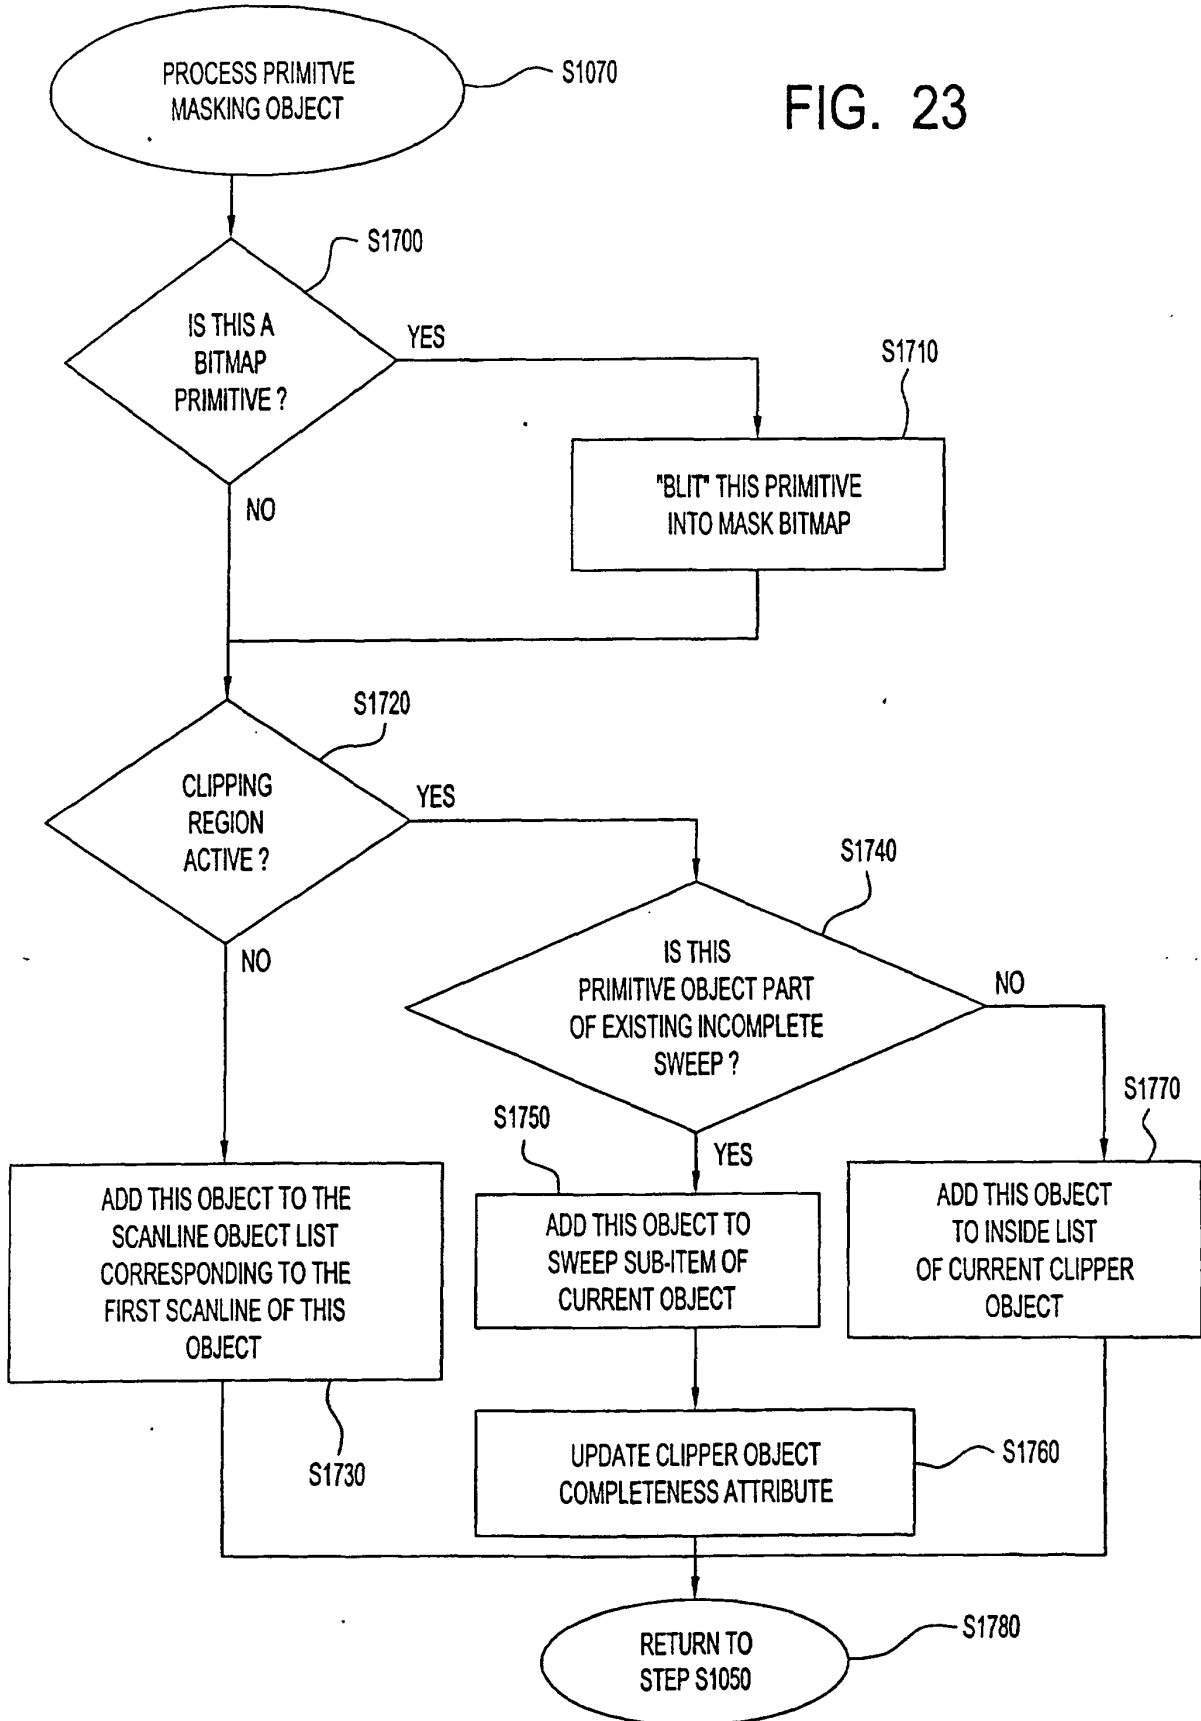 PROCESS PRIMITVE
MASKING OBJECT
S1070
FIG. 23
S1700
IS THIS A
BITMAP
PRIMITIVE ?
YES
NO
S1710
"BLIT" THIS PRIMITIVE
INTO MASK BITMAP
S1720
CLIPPING
REGION
ACTIVE ?
YES
NO
S1740
IS THIS
PRIMITIVE OBJECT PART
OF EXISTING INCOMPLETE
SWEEP ?
NO
YES
S1750
S1770
ADD THIS OBJECT TO THE
SCANLINE OBJECT LIST
CORRESPONDING TO THE
FIRST SCANLINE OF THIS
OBJECT
S1730
ADD THIS OBJECT TO
SWEEP SUB-ITEM OF
CURRENT OBJECT
ADD THIS OBJECT
TO INSIDE LIST
OF CURRENT CLIPPER
OBJECT
UPDATE CLIPPER OBJECT
COMPLETENESS ATTRIBUTE
S1760
RETURN TO
STEP S1050
S1780